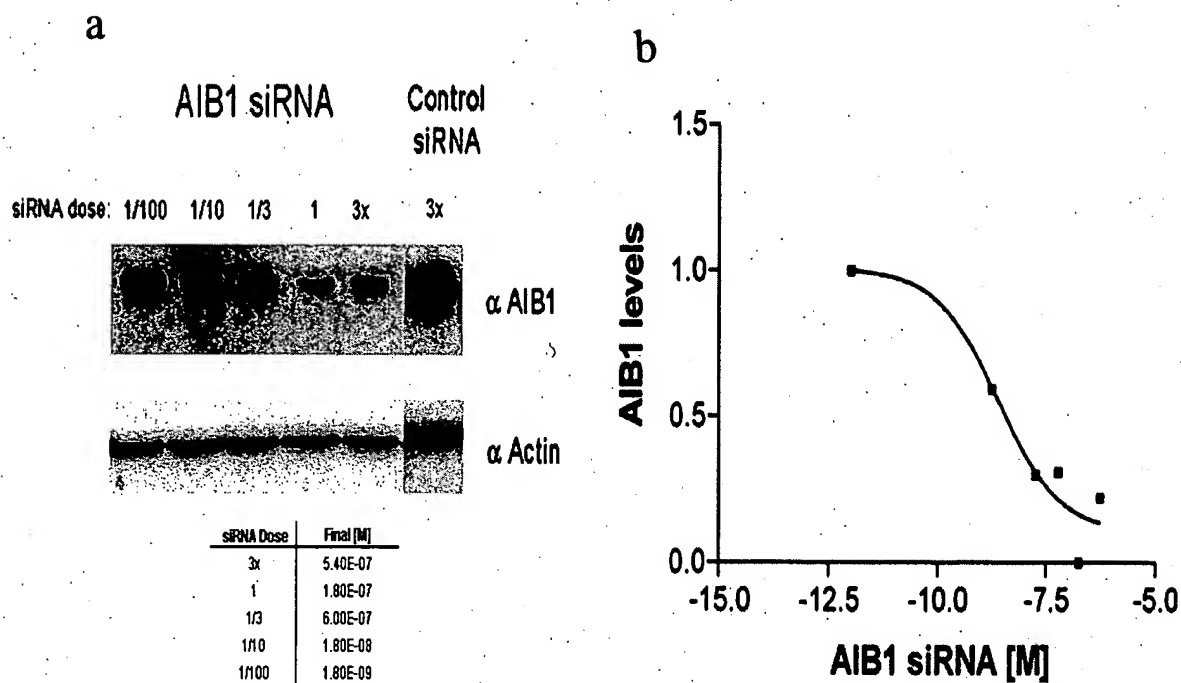 a
AIB1 siRNA
Control
siRNA
siRNA dose: 1/100 1/10 1/3 1 3x 3x
α AIB1
α Actin
siRNA Dose Final [M]
3x 5.40E-07
1 1.80E-07
1/3 6.00E-07
1/10 1.80E-08
1/100 1.80E-09
b
1.5
1.0
0.5
0.0
AIB1 levels
-15.0 -12.5 -10.0 -7.5 -5.0
AIB1 siRNA [M]